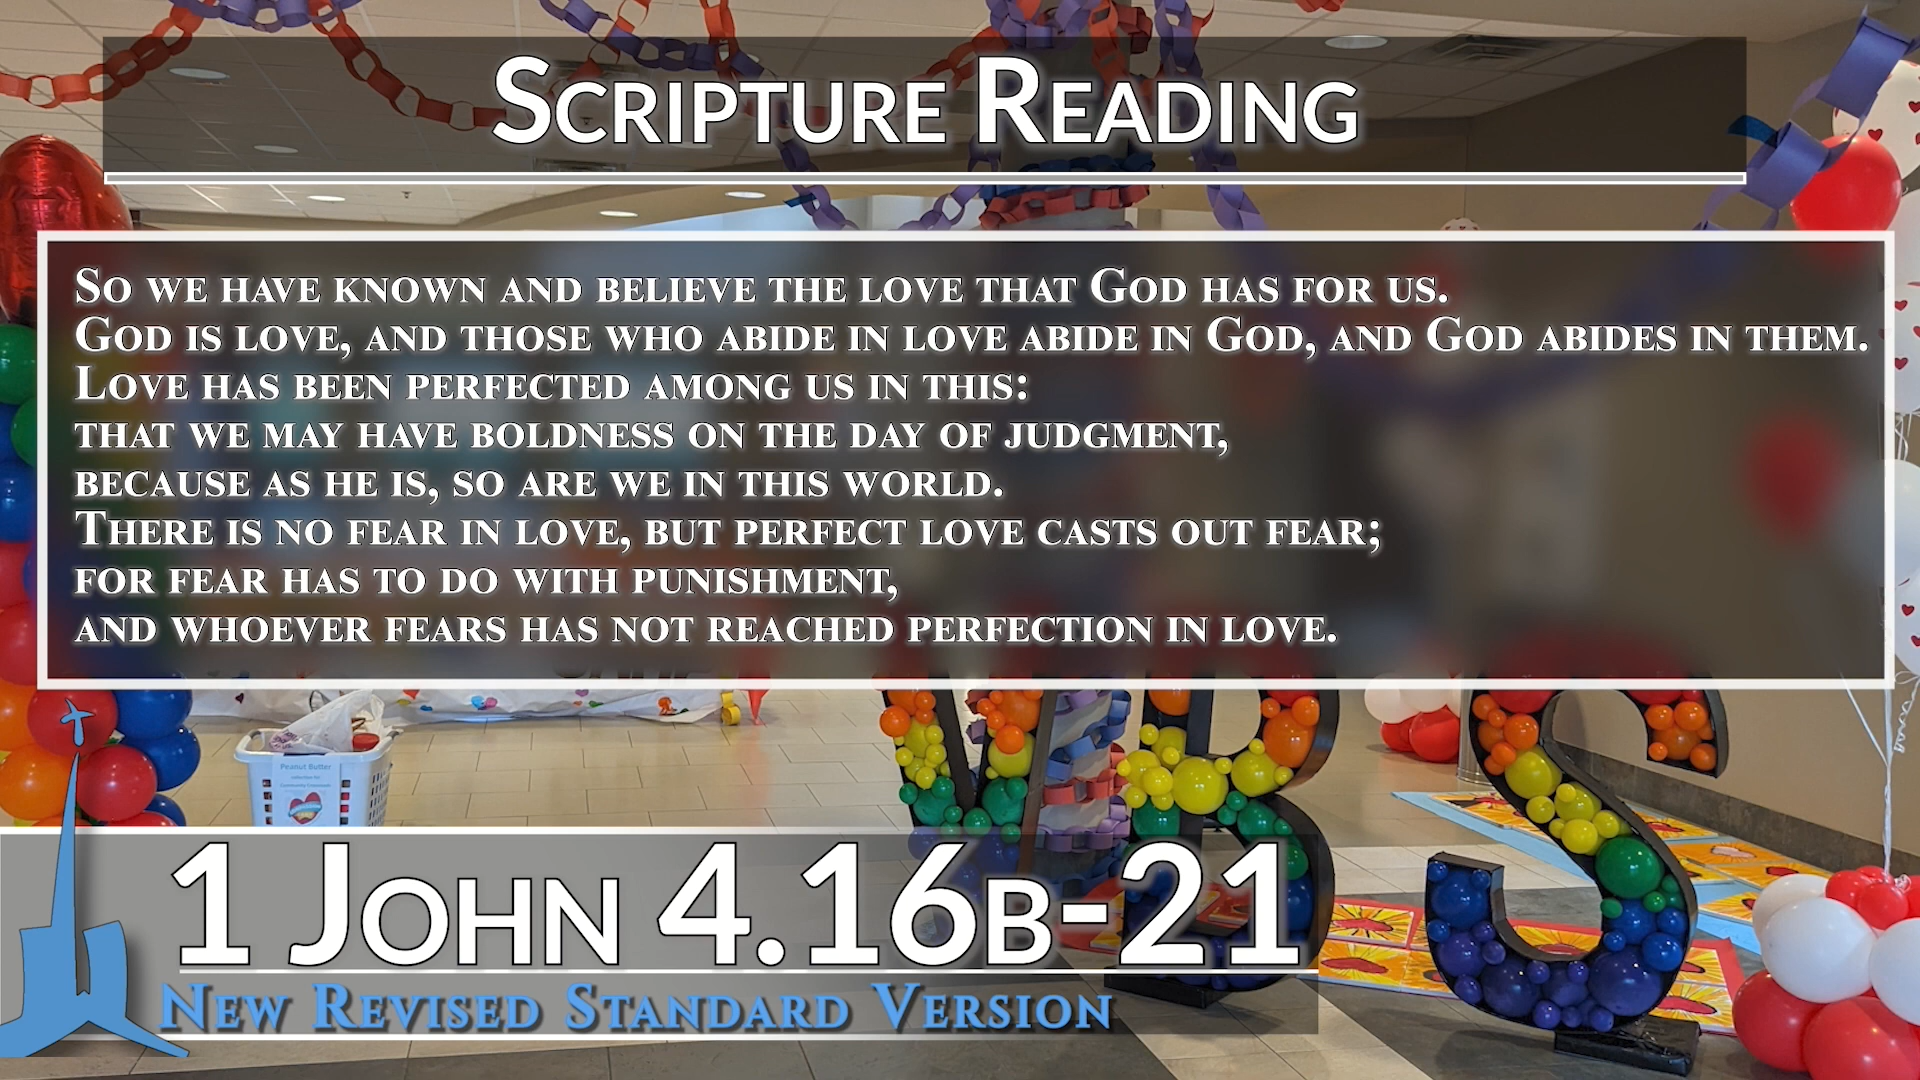 Scripture Reading
So we have known and believe the love that God has for us.
God is love, and those who abide in love abide in God, and God abides in them.
Love has been perfected among us in this:
that we may have boldness on the day of judgment,
because as he is, so are we in this world.
There is no fear in love, but perfect love casts out fear;
for fear has to do with punishment,
and whoever fears has not reached perfection in love.
Peanut Butter
VBS
1 John 4.16b-21
New Revised Standard Version